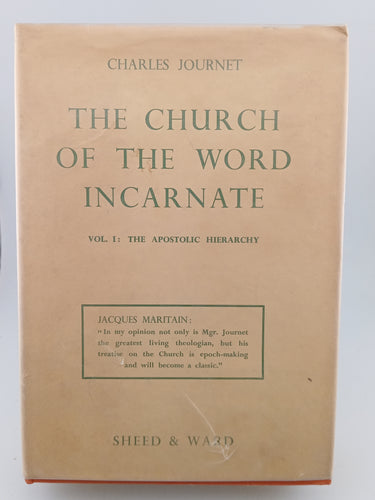 CHARLES JOURNET
THE CHURCH
OF THE WORD
INCARNATE
VOL. I: THE APOSTOLIC HIERARCHY
JACQUES MARITAIN:
"In my opinion not only is Mgr. Journet
the greatest living theologian, but his
treatise on the Church is epoch-making
and will become a classic."
SHEED & WARD